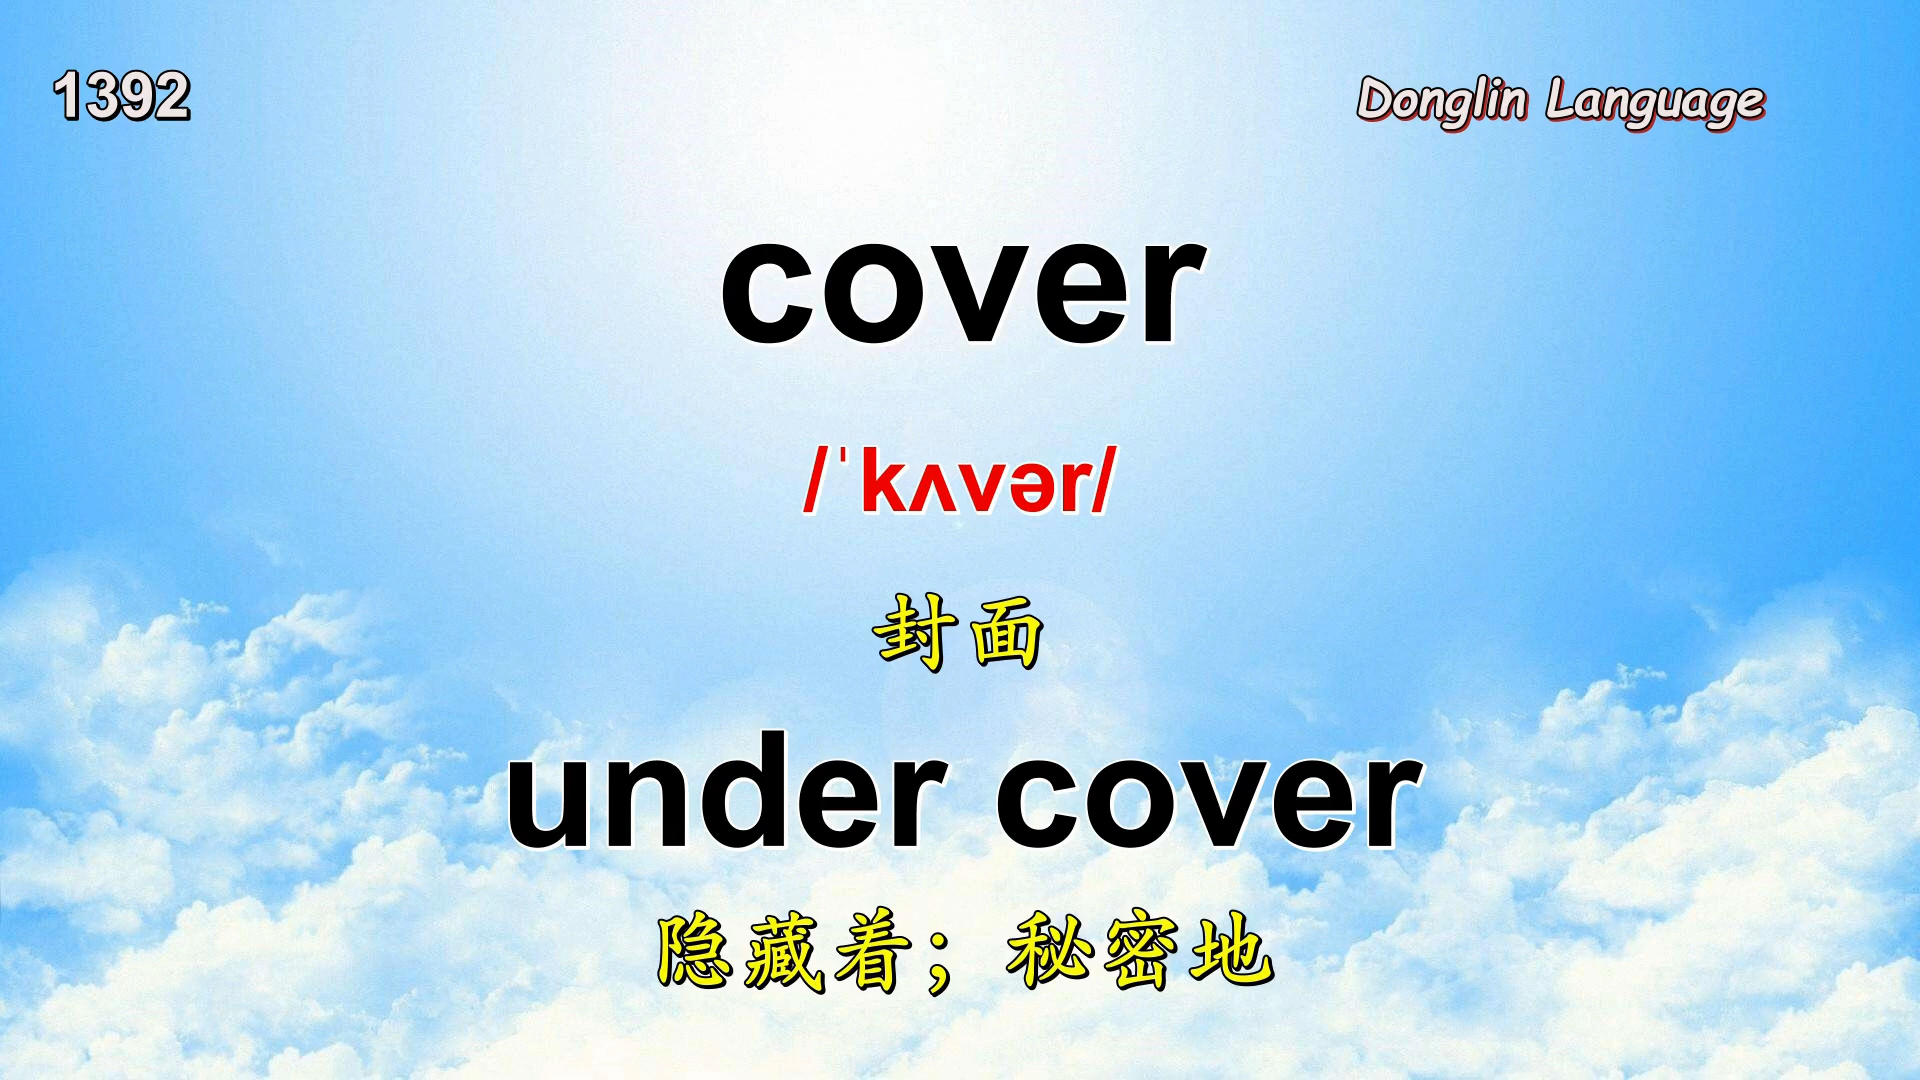 1392
Donglin Language
cover
/ˈkʌvər/
封面
under cover
隐藏着；秘密地